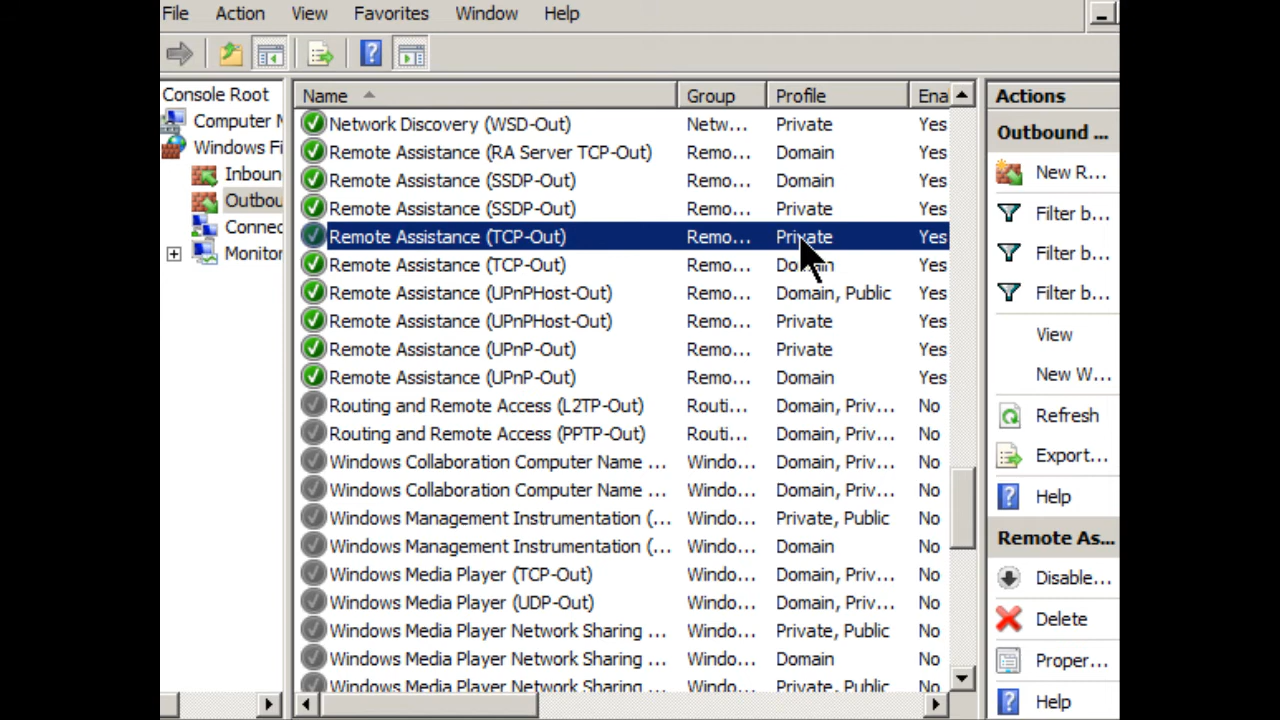 File Action View Favorites Window Help
Console Root
Computer M
Windows Fi
Inboun
Outbou
Connec
Monitor
Name Group Profile Ena
Network Discovery (WSD-Out) Netw... Private Yes
Remote Assistance (RA Server TCP-Out) Remo... Domain Yes
Remote Assistance (SSDP-Out) Remo... Domain Yes
Remote Assistance (SSDP-Out) Remo... Private Yes
Remote Assistance (TCP-Out) Remo... Private Yes
Remote Assistance (TCP-Out) Remo... Domain Yes
Remote Assistance (UPnPHost-Out) Remo... Domain, Public Yes
Remote Assistance (UPnPHost-Out) Remo... Private Yes
Remote Assistance (UPnP-Out) Remo... Private Yes
Remote Assistance (UPnP-Out) Remo... Domain Yes
Routing and Remote Access (L2TP-Out) Routi... Domain, Priv... No
Routing and Remote Access (PPTP-Out) Routi... Domain, Priv... No
Windows Collaboration Computer Name ... Windo... Domain, Priv... No
Windows Collaboration Computer Name ... Windo... Domain, Priv... No
Windows Management Instrumentation (... Windo... Private, Public No
Windows Management Instrumentation (... Windo... Domain No
Windows Media Player (TCP-Out) Windo... Domain, Priv... No
Windows Media Player (UDP-Out) Windo... Domain, Priv... No
Windows Media Player Network Sharing ... Windo... Private, Public No
Windows Media Player Network Sharing ... Windo... Domain No
Windows Media Player Network Sharing ... Windo... Private, Public No
Actions
Outbound ...
New R...
Filter b...
Filter b...
Filter b...
View
New W...
Refresh
Export...
Help
Remote As...
Disable...
Delete
Proper...
Help